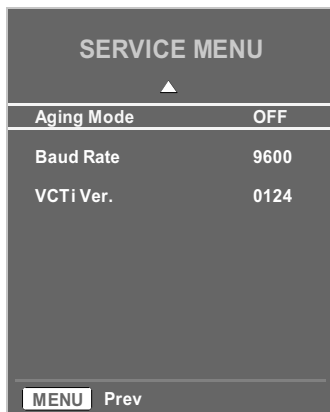 SERVICE MENU
Aging Mode OFF
Baud Rate 9600
VCTi Ver. 0124
MENU Prev